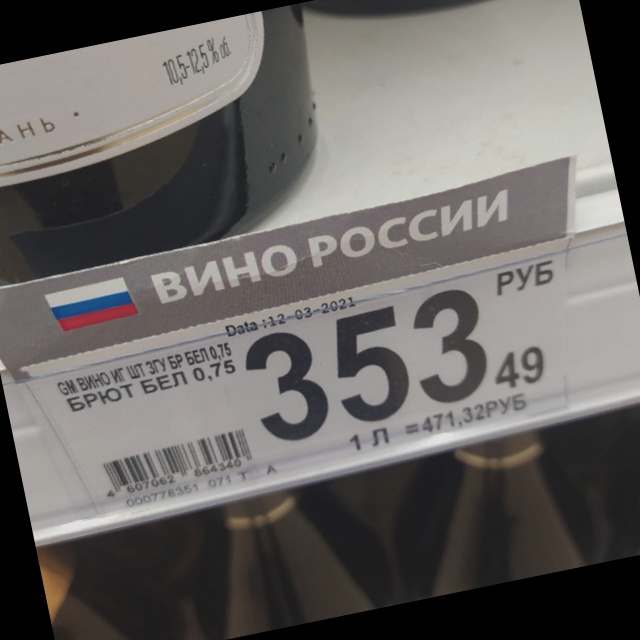 10,5-12,5 % об
АНЬ
ВИНО РОССИИ
Data :12-03-2021
РУБ
GM ВИНО ИГ ШТ ЗГУ БР БЕЛ 0,75
БРЮТ БЕЛ 0,75
353 49
1 Л =471,32РУБ
4 607062 864340
000778351 071 T A